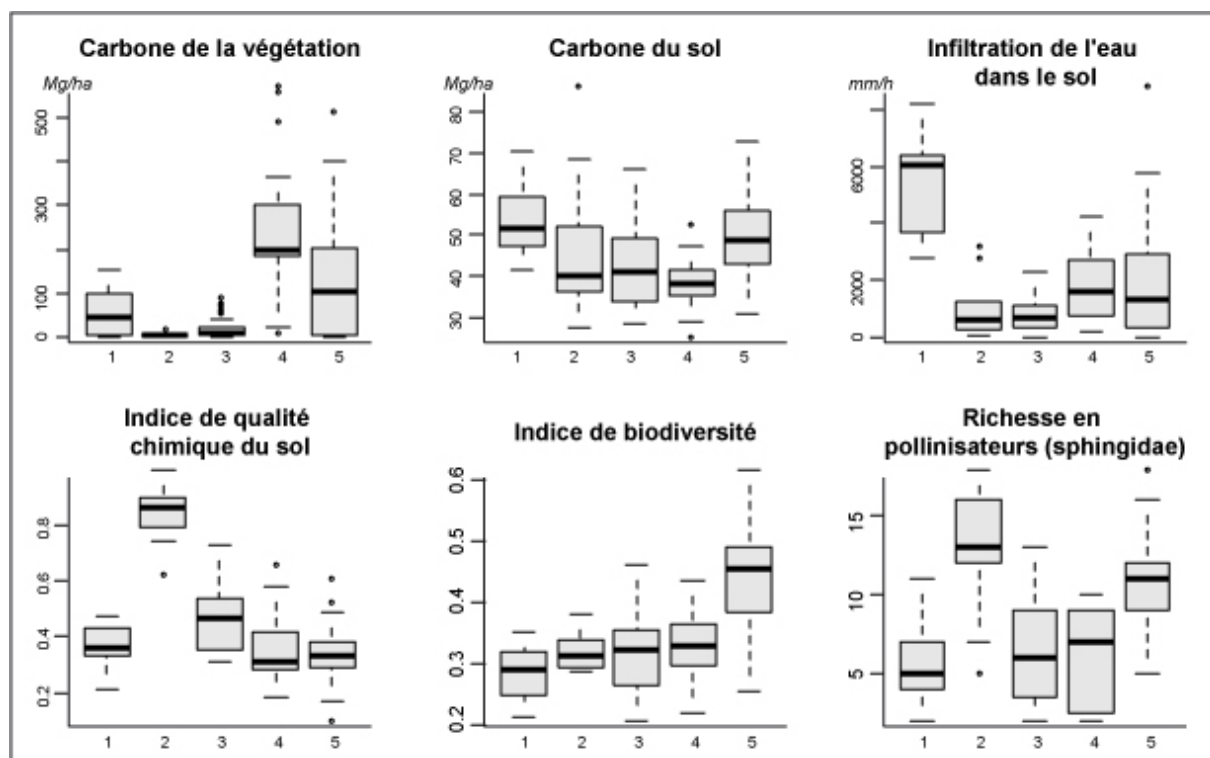 Carbone de la végétation
Mg/ha
500
300
100
0
1 2 3 4 5
Carbone du sol
Mg/ha
80
70
60
50
40
30
1 2 3 4 5
Infiltration de l'eau
dans le sol
mm/h
6000
2000
0
1 2 3 4 5
Indice de qualité
chimique du sol
0.8
0.6
0.4
0.2
1 2 3 4 5
Indice de biodiversité
0.6
0.5
0.4
0.3
0.2
1 2 3 4 5
Richesse en
pollinisateurs (sphingidae)
15
10
5
1 2 3 4 5